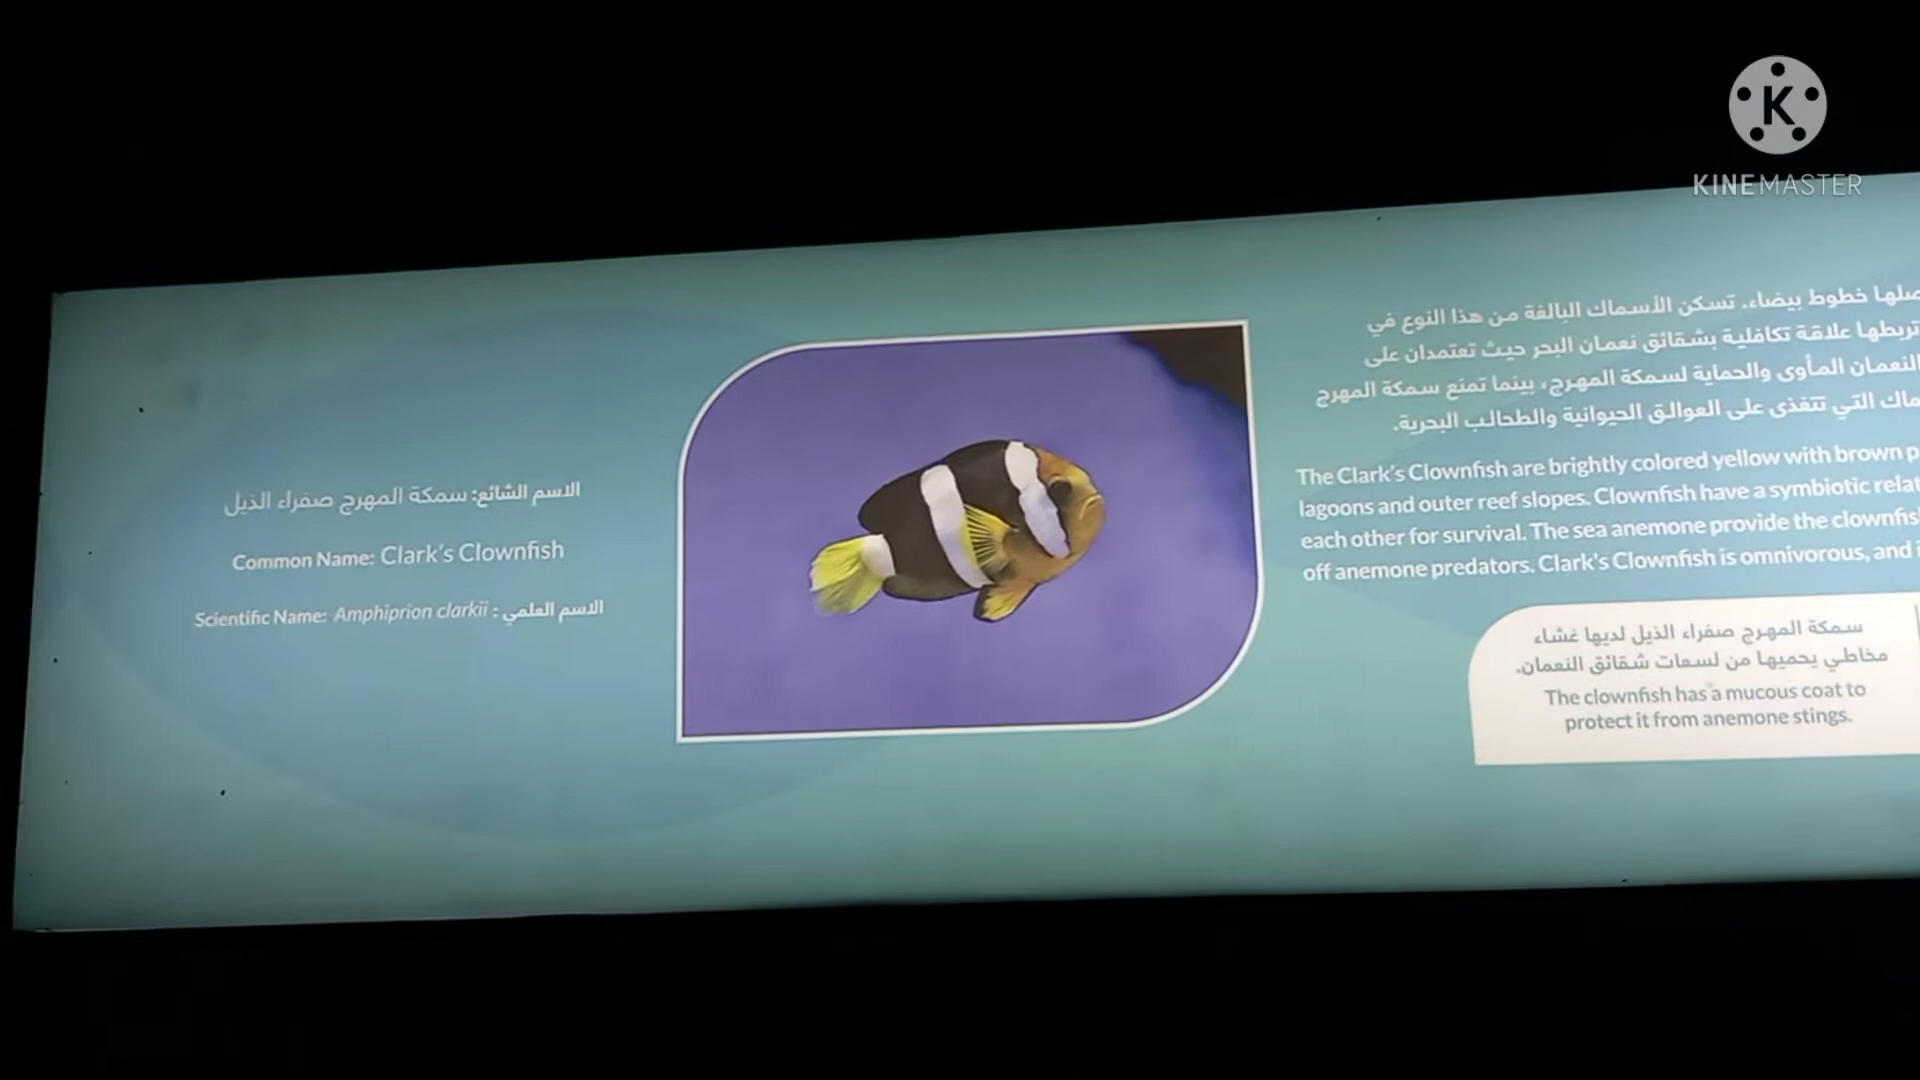 KINEMASTER
الاسم الشائع: سمكة المهرج صفراء الذيل
Common Name: Clark's Clownfish
Scientific Name: Amphiprion clarkii : الاسم العلمي
خطوط بيضاء. تسكن الأسماك البالغة من هذا النوع في
تربطها علاقة تكافلية بشقائق نعمان البحر حيث تعتمدان على
النعمان المأوى والحماية لسمكة المهرج، بينما تمنع سمكة المهرج
التي تتغذى على العوالق الحيوانية والطحالب البحرية.
The Clark's Clownfish are brightly colored yellow with brown
lagoons and outer reef slopes. Clownfish have a symbiotic
each other for survival. The sea anemone provide the
off anemone predators. Clark's Clownfish is omnivorous, and
سمكة المهرج صفراء الذيل لديها غشاء
مخاطي يحميها من لسعات شقائق النعمان.
The clownfish has a mucous coat to
protect it from anemone stings.